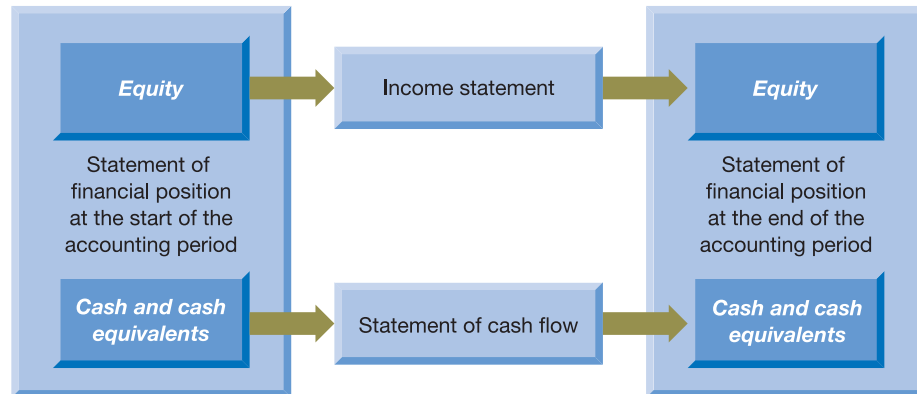 Equity
Statement of
financial position
at the start of the
accounting period
Cash and cash
equivalents
Income statement
Statement of cash flow
Equity
Statement of
financial position
at the end of the
accounting period
Cash and cash
equivalents